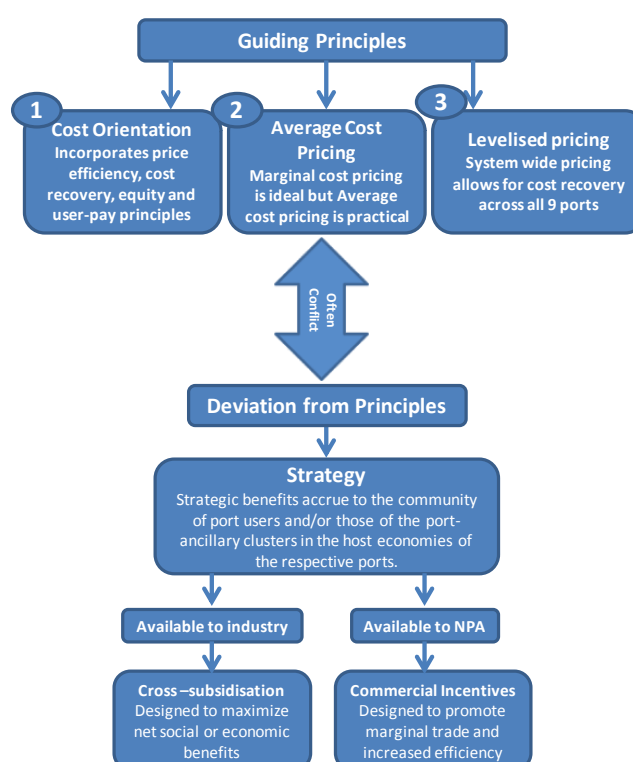 Guiding Principles
1
Cost Orientation
Incorporates price
efficiency, cost
recovery, equity and
user-pay principles
2
Average Cost
Pricing
Marginal cost pricing
is ideal but Average
cost pricing is practical
3
Levelised pricing
System wide pricing
allows for cost recovery
across all 9 ports
Often
Conflict
Deviation from Principles
Strategy
Strategic benefits accrue to the community
of port users and/or those of the port-
ancillary clusters in the host economies of
the respective ports.
Available to industry
Available to NPA
Cross –subsidisation
Designed to maximize
net social or economic
benefits
Commercial Incentives
Designed to promote
marginal trade and
increased efficiency